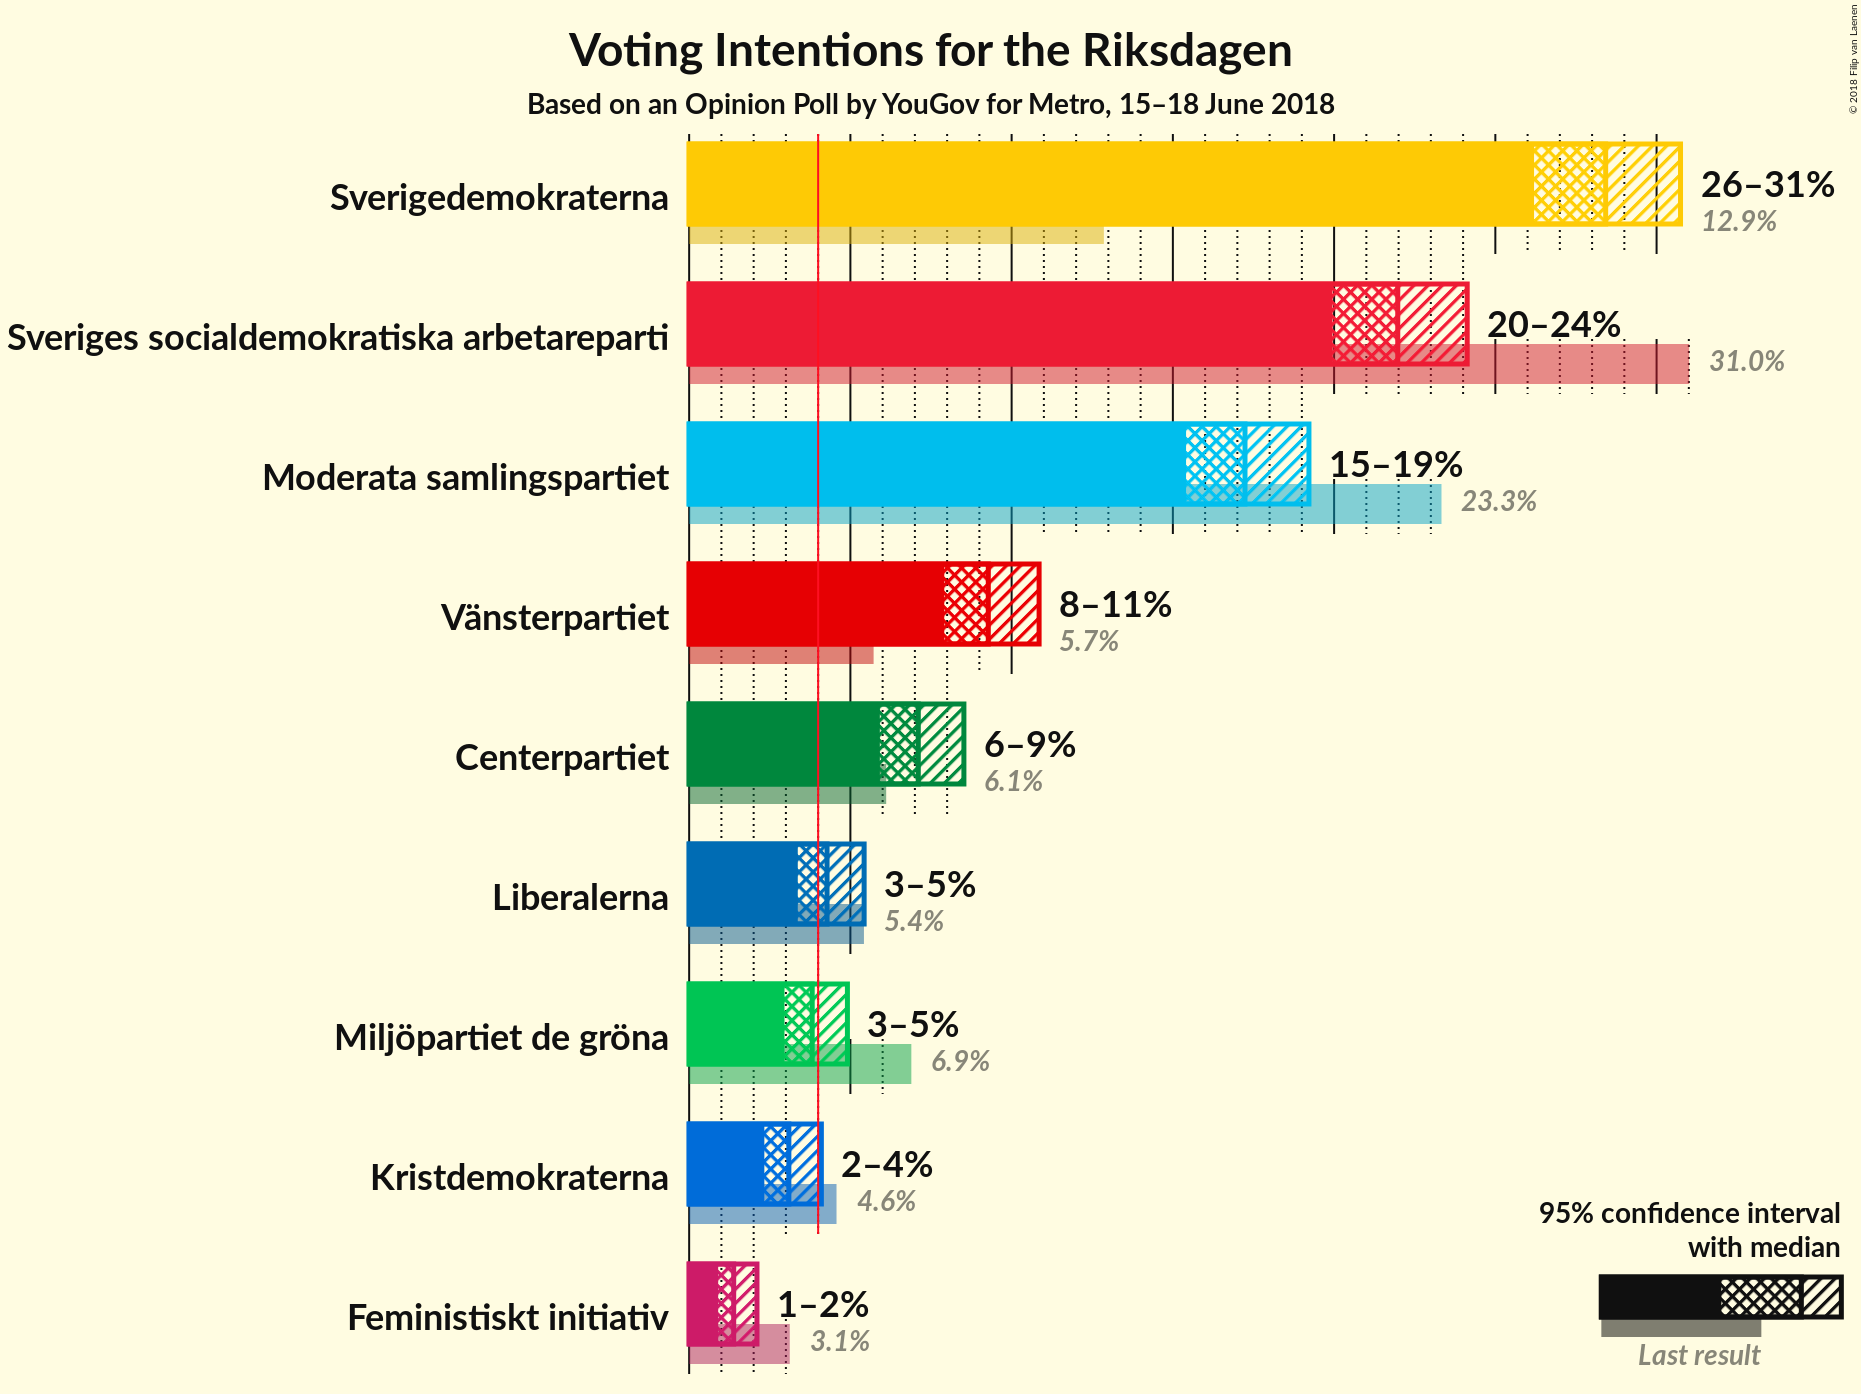 Voting Intentions for the Riksdagen
Based on an Opinion Poll by YouGov for Metro, 15–18 June 2018
© 2018 Filip van Laenen
Sverigedemokraterna
26–31%
12.9%
Sveriges socialdemokratiska arbetareparti
20–24%
31.0%
Moderata samlingspartiet
15–19%
23.3%
Vänsterpartiet
8–11%
5.7%
Centerpartiet
6–9%
6.1%
Liberalerna
3–5%
5.4%
Miljöpartiet de gröna
3–5%
6.9%
Kristdemokraterna
2–4%
4.6%
Feministiskt initiativ
1–2%
3.1%
95% confidence interval
with median
Last result